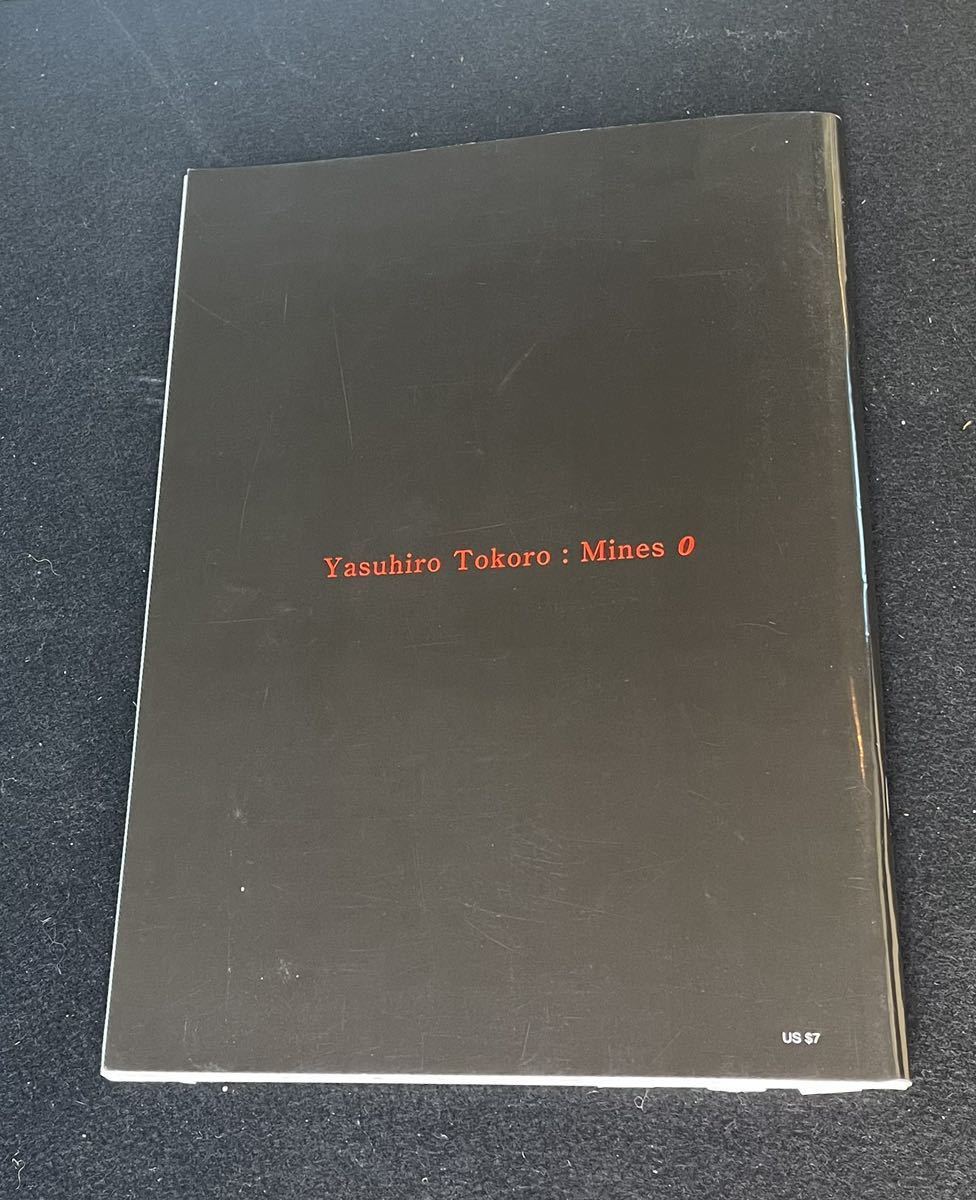 Yasuhiro Tokoro : Mines 0
US $7